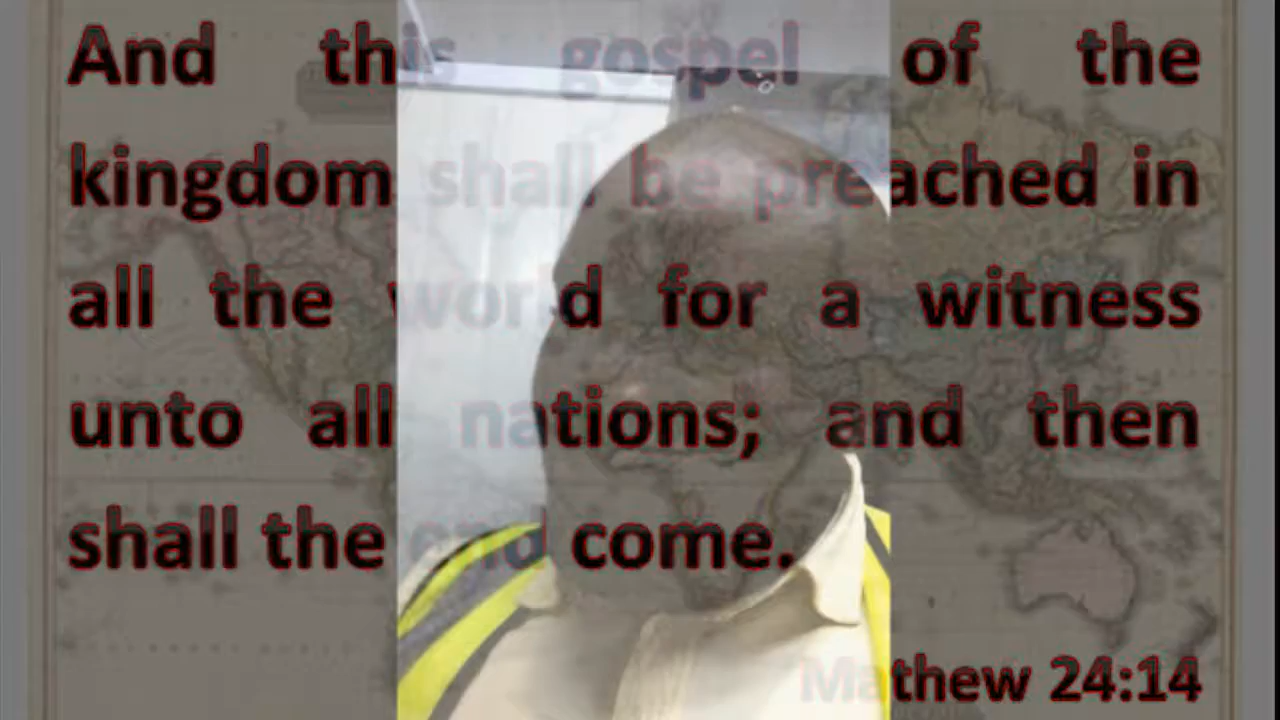 And this gospel of the
kingdom shall be preached in
all the world for a witness
unto all nations; and then
shall the end come.
Mathew 24:14